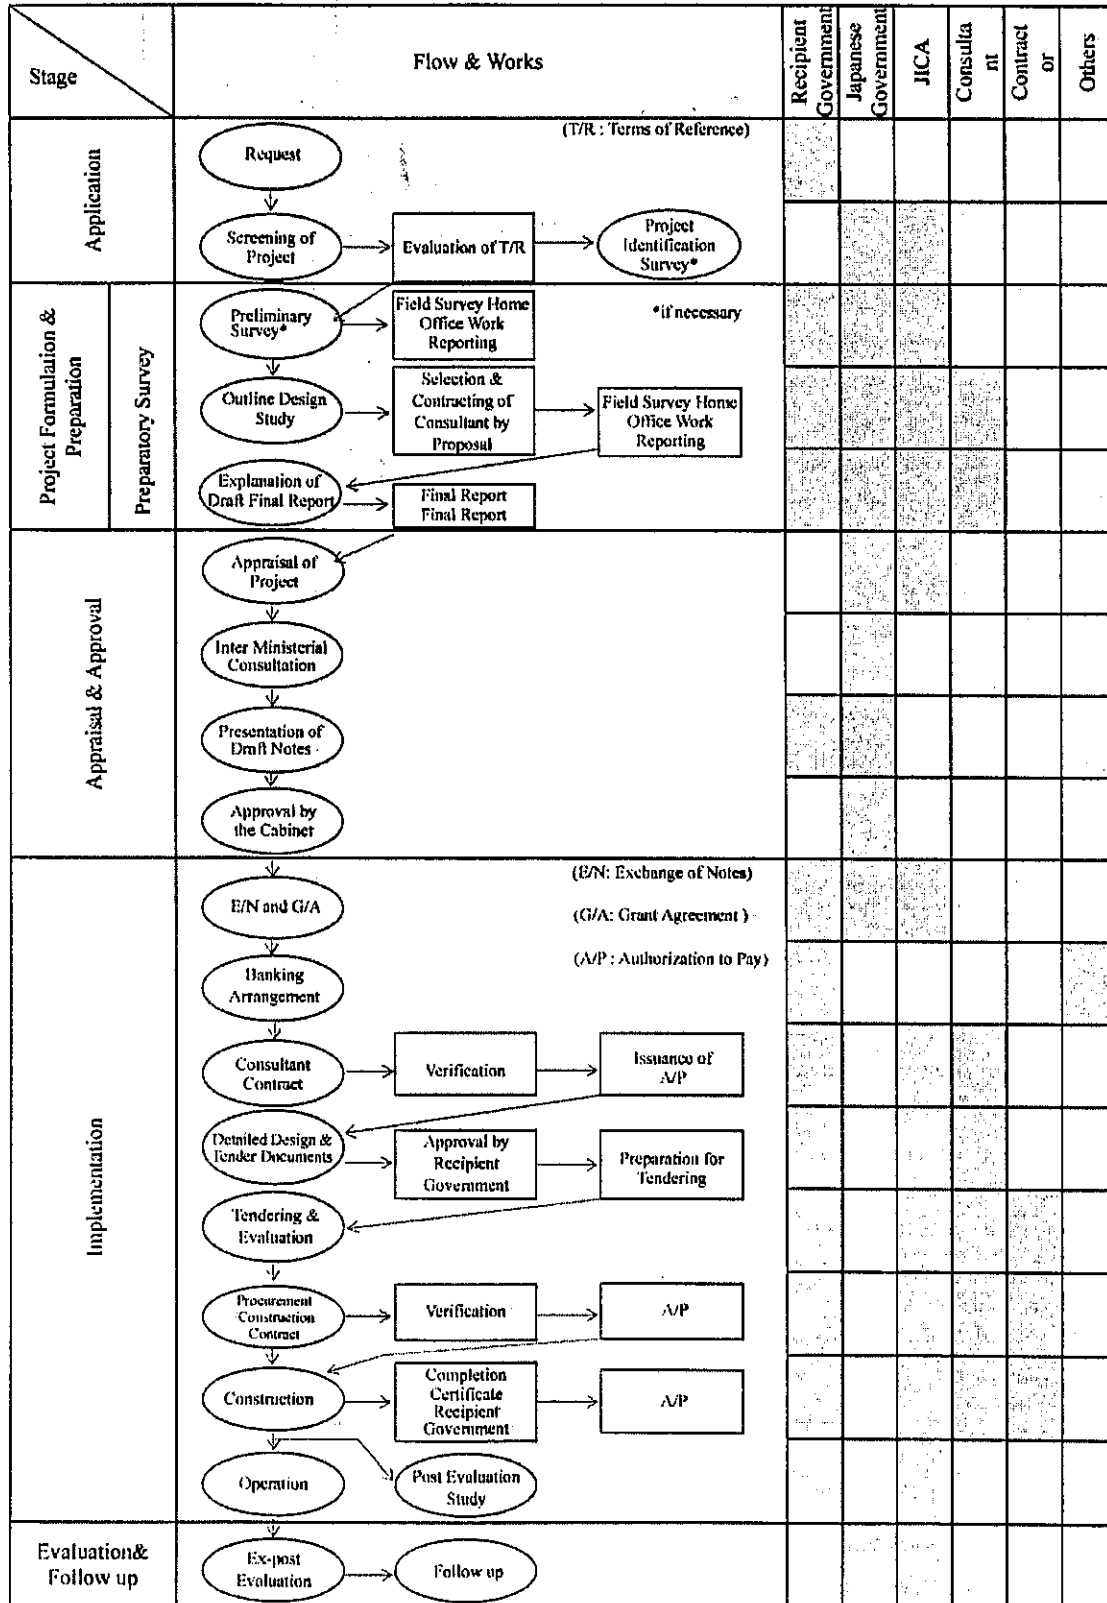 Stage
Flow & Works
Recipient
Government
Japanese
Government
JICA
Consulta
nt
Contract
or
Others
Application
(T/R : Terms of Reference)
Request
Screening of
Project
Evaluation of T/R
Project
Identification
Survey*
Project Formulation &
Preparation
Preparatory Survey
Preliminary
Survey*
Field Survey Home
Office Work
Reporting
*if necessary
Outline Design
Study
Selection &
Contracting of
Consultant by
Proposal
Field Survey Home
Office Work
Reporting
Explanation of
Draft Final Report
Final Report
Final Report
Appraisal & Approval
Appraisal of
Project
Inter Ministerial
Consultation
Presentation of
Draft Notes
Approval by
the Cabinet
Implementation
(E/N: Exchange of Notes)
E/N and G/A
(G/A: Grant Agreement )
(A/P : Authorization to Pay)
Banking
Arrangement
Consultant
Contract
Verification
Issuance of
A/P
Detailed Design &
Tender Documents
Approval by
Recipient
Government
Preparation for
Tendering
Tendering &
Evaluation
Procurement
Construction
Contract
Verification
A/P
Construction
Completion
Certificate
Recipient
Government
A/P
Operation
Post Evaluation
Study
Evaluation&
Follow up
Ex-post
Evaluation
Follow up